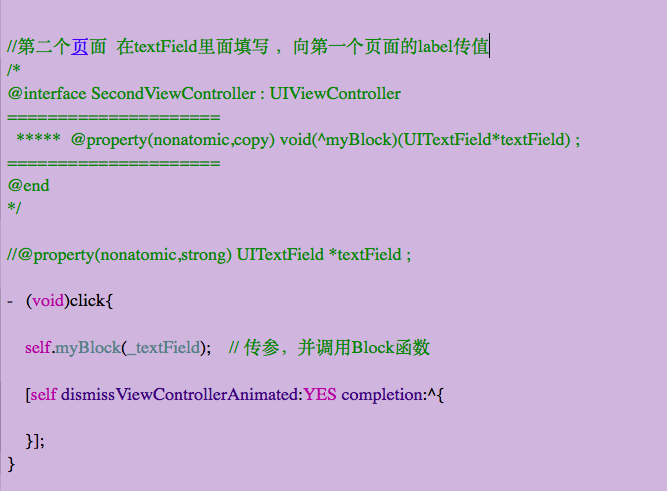 //第二个页面 在textField里面填写 ，向第一个页面的label传值
/*
@interface SecondViewController : UIViewController
=====================
***** @property(nonatomic,copy) void(^myBlock)(UITextField*textField) ;
=====================
@end
*/
//@property(nonatomic,strong) UITextField *textField ;
- (void)click{
self.myBlock(_textField); // 传参，并调用Block函数
[self dismissViewControllerAnimated:YES completion:^{
}];
}